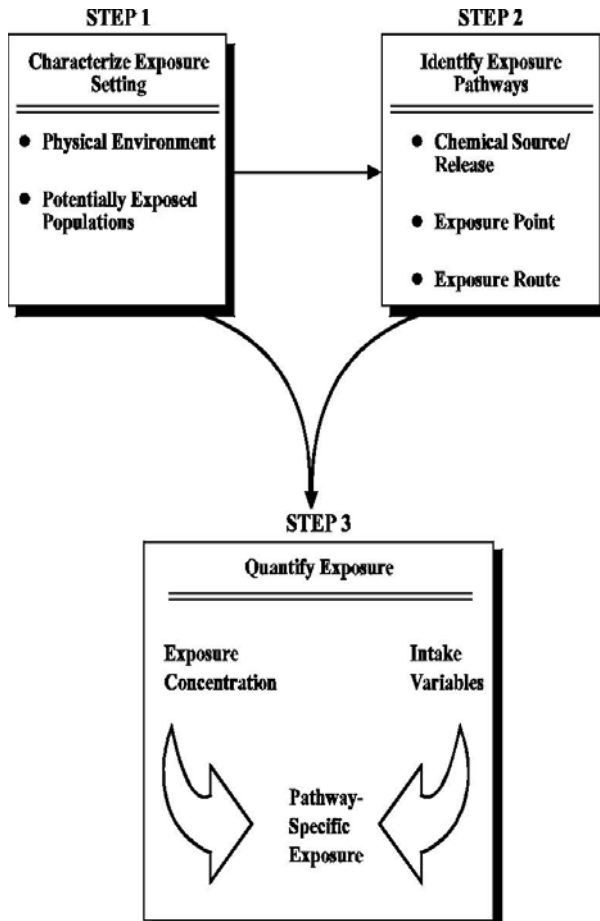 STEP 1
Characterize Exposure
Setting
● Physical Environment
● Potentially Exposed
Populations
STEP 2
Identify Exposure
Pathways
● Chemical Source/
Release
● Exposure Point
● Exposure Route
STEP 3
Quantify Exposure
Exposure
Concentration
Intake
Variables
Pathway-
Specific
Exposure